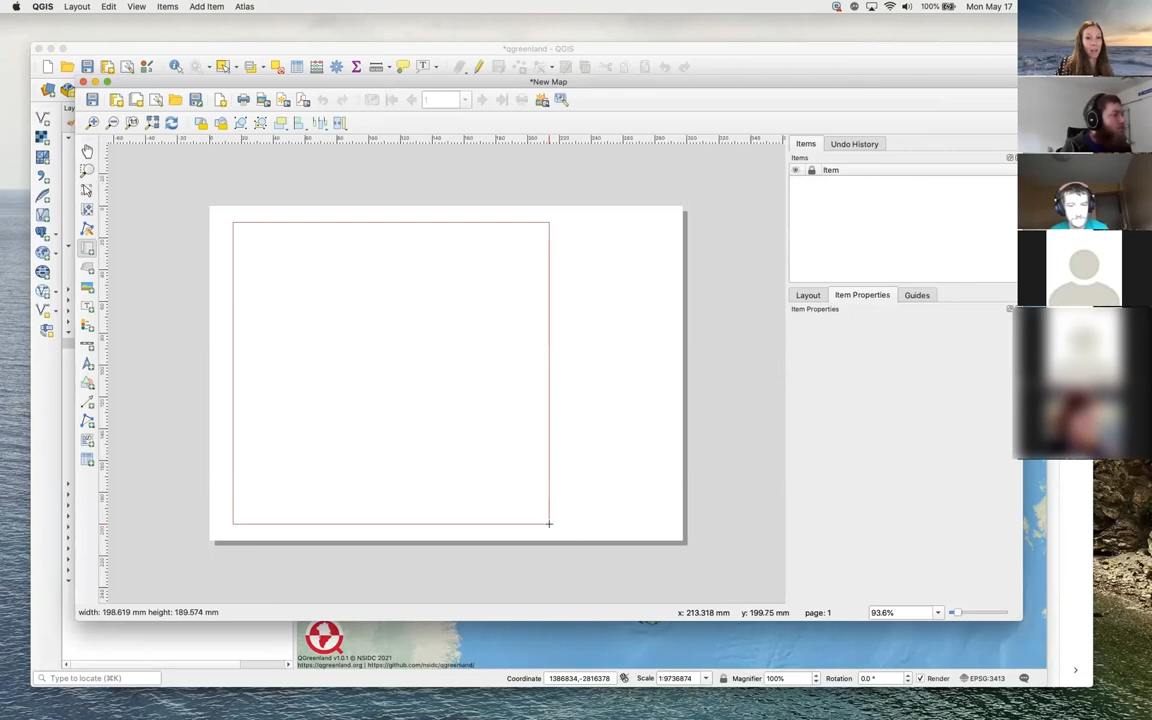 QGIS Layout Edit View Items Add Item Atlas
100% Mon May 17
*qgreenland - QGIS
*New Map
1
Items Undo History
Items
Item
Layout Item Properties Guides
Item Properties
width: 198.619 mm height: 189.574 mm
x: 213.318 mm y: 199.75 mm page: 1 93.6%
QGreenland v1.0.1 © NSIDC 2021
https://qgreenland.org | https://github.com/nsidc/qgreenland/
Type to locate (⌘K)
Coordinate 1386834,-2816378 Scale 1:9736874 Magnifier 100% Rotation 0.0 ° Render EPSG:3413